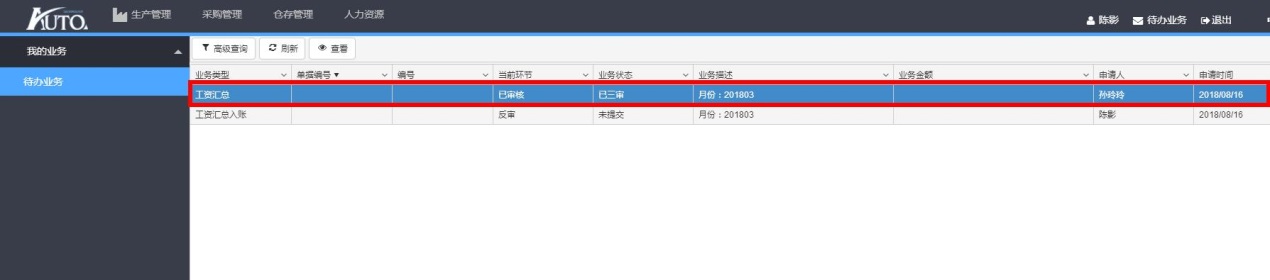 AUTO.
生产管理 采购管理 仓存管理 人力资源
陈影 待办业务 退出
我的业务
高级查询 刷新 查看
待办业务
业务类型 单据编号▼ 编号 当前环节 业务状态 业务描述 业务金额 申请人 申请时间
工资汇总 已审核 已三审 月份：201803 孙玲玲 2018/08/16
工资汇总入账 反审 未提交 月份：201803 陈影 2018/08/16